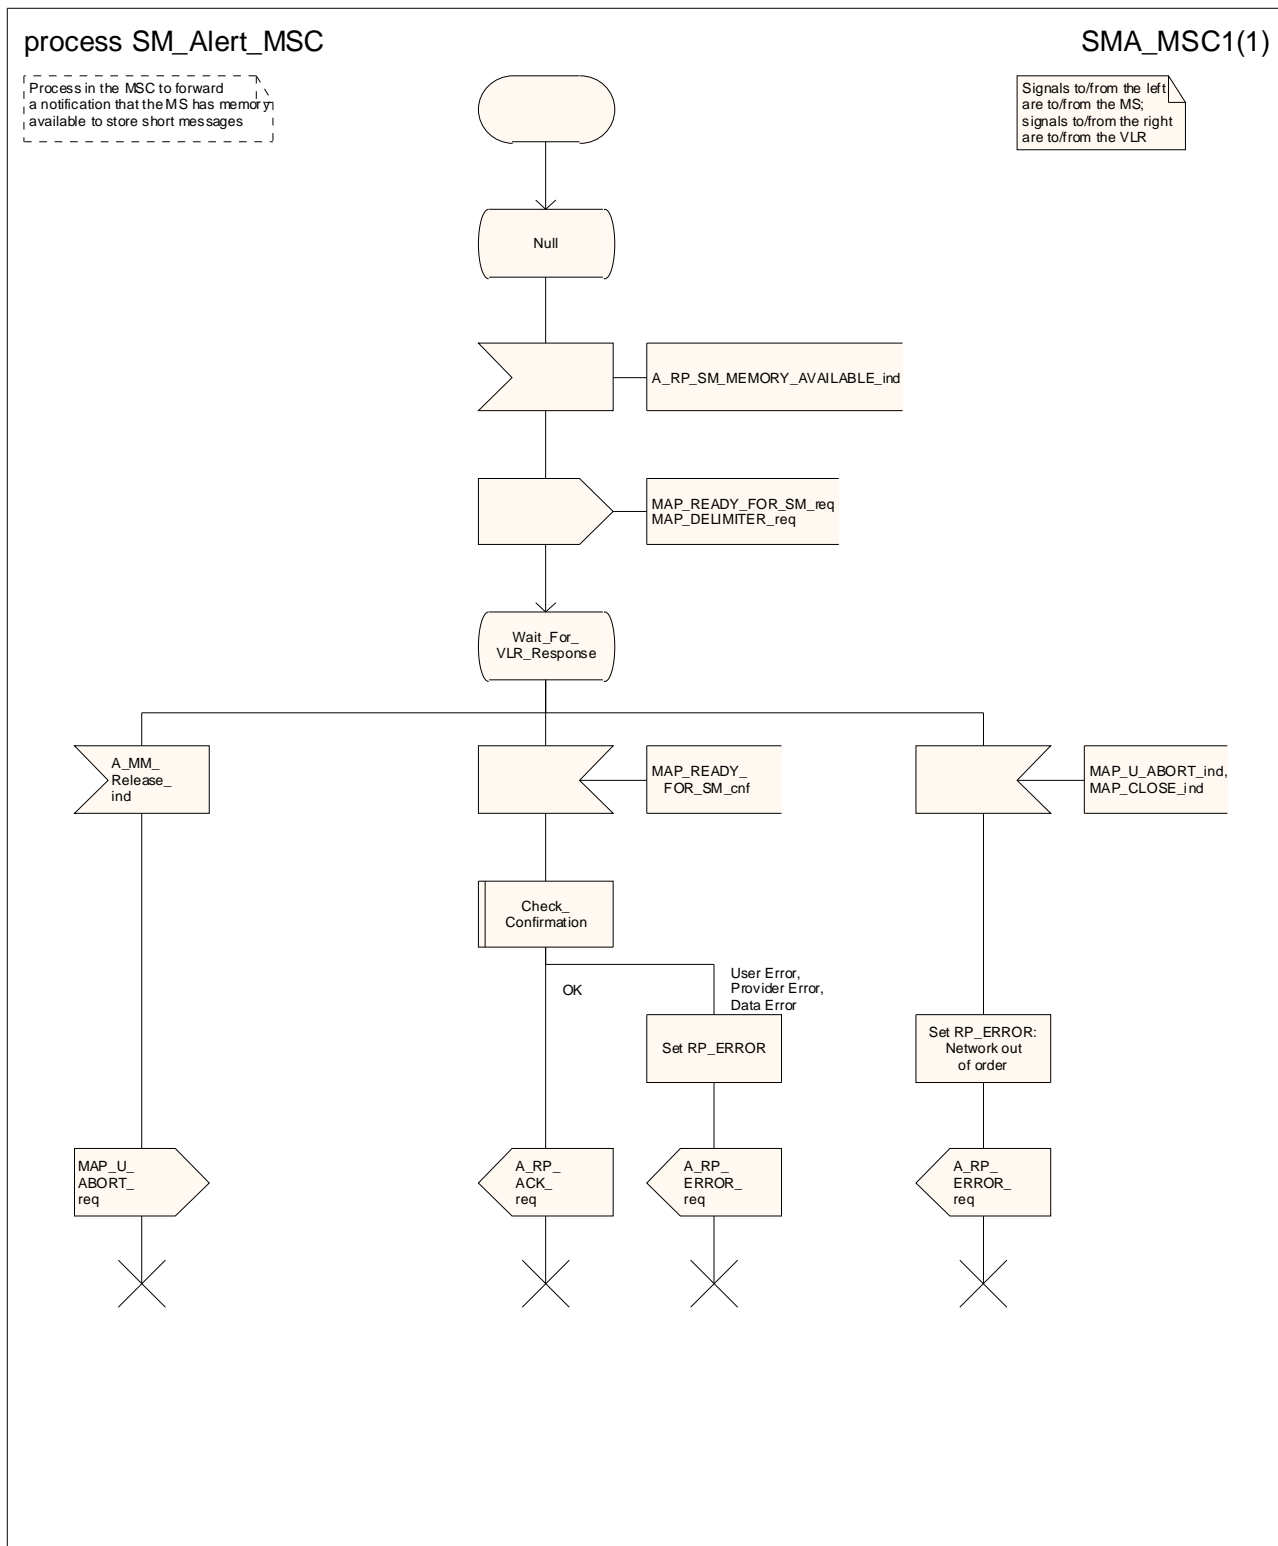 process SM_Alert_MSC
SMA_MSC1(1)
Process in the MSC to forward
a notification that the MS has memory
available to store short messages
Signals to/from the left
are to/from the MS;
signals to/from the right
are to/from the VLR
Null
A_RP_SM_MEMORY_AVAILABLE_ind
MAP_READY_FOR_SM_req
MAP_DELIMITER_req
Wait_For_
VLR_Response
A_MM_
Release_
ind
MAP_READY_
FOR_SM_cnf
MAP_U_ABORT_ind,
MAP_CLOSE_ind
Check_
Confirmation
OK
User Error,
Provider Error,
Data Error
Set RP_ERROR
Set RP_ERROR:
Network out
of order
MAP_U_
ABORT_
req
A_RP_
ACK_
req
A_RP_
ERROR_
req
A_RP_
ERROR_
req